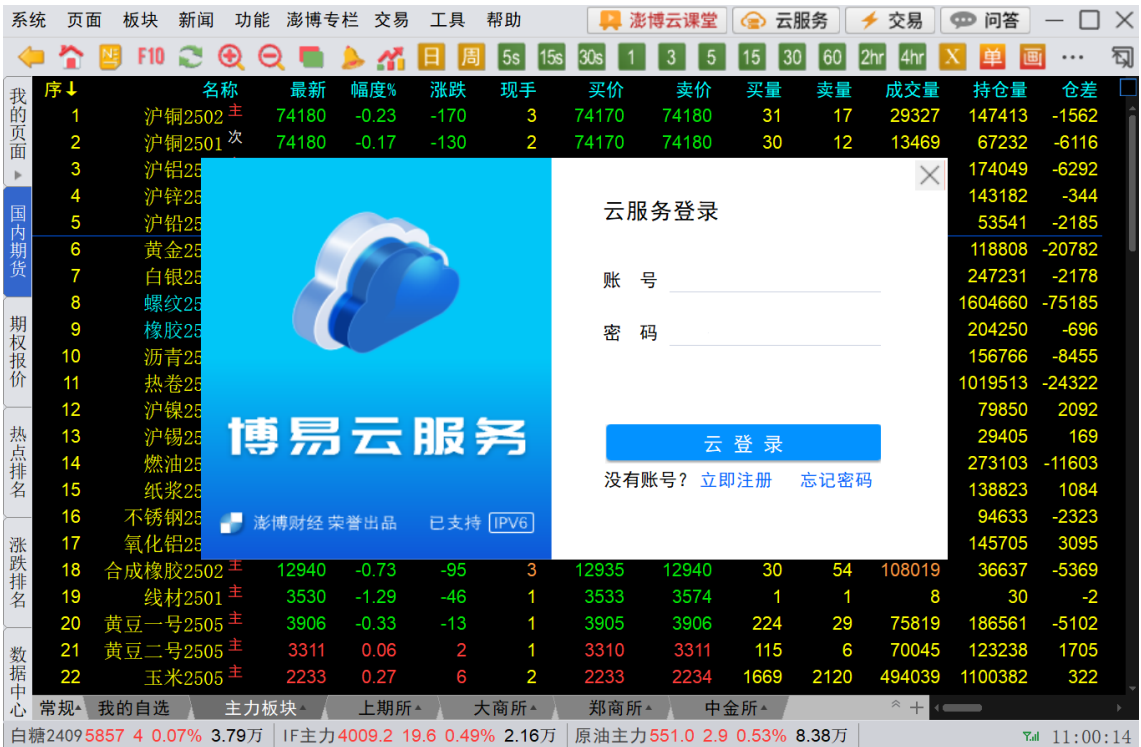 系统 页面 板块 新闻 功能 澎博专栏 交易 工具 帮助 澎博云课堂 云服务 交易 问答
NE F10 日 周 5s 15s 30s 1 3 5 15 30 60 2hr 4hr X 单 画
我的页面
国内期货
期权报价
热点排名
涨跌排名
数据中心
序 名称 最新 幅度% 涨跌 现手 买价 卖价 买量 卖量 成交量 持仓量 仓差
1 沪铜2502 主 74180 -0.23 -170 3 74170 74180 31 17 29327 147413 -1562
2 沪铜2501 次 74180 -0.17 -130 2 74170 74180 30 12 13469 67232 -6116
3 沪铝25 174049 -6292
4 沪锌25 143182 -344
5 沪铅25 53541 -2185
6 黄金25 118808 -20782
7 白银25 247231 -2178
8 螺纹25 1604660 -75185
9 橡胶25 204250 -696
10 沥青25 156766 -8455
11 热卷25 1019513 -24322
12 沪镍25 79850 2092
13 沪锡25 29405 169
14 燃油25 273103 -11603
15 纸浆25 138823 1084
16 不锈钢25 94633 -2323
17 氧化铝25 145705 3095
18 合成橡胶2502 主 12940 -0.73 -95 3 12935 12940 30 54 108019 36637 -5369
19 线材2501 主 3530 -1.29 -46 1 3533 3574 1 1 8 30 -2
20 黄豆一号2505 主 3906 -0.33 -13 1 3905 3906 224 29 75819 186561 -5102
21 黄豆二号2505 主 3311 0.06 2 1 3310 3311 115 6 70045 123238 1705
22 玉米2505 主 2233 0.27 6 2 2233 2234 1669 2120 494039 1100382 322
博易云服务
澎博财经 荣誉出品 已支持 IPV6
云服务登录
账 号
密 码
云 登 录
没有账号? 立即注册 忘记密码
常规 我的自选 主力板块 上期所 大商所 郑商所 中金所
白糖2409 5857 4 0.07% 3.79万 IF主力 4009.2 19.6 0.49% 2.16万 原油主力 551.0 2.9 0.53% 8.38万 11:00:14